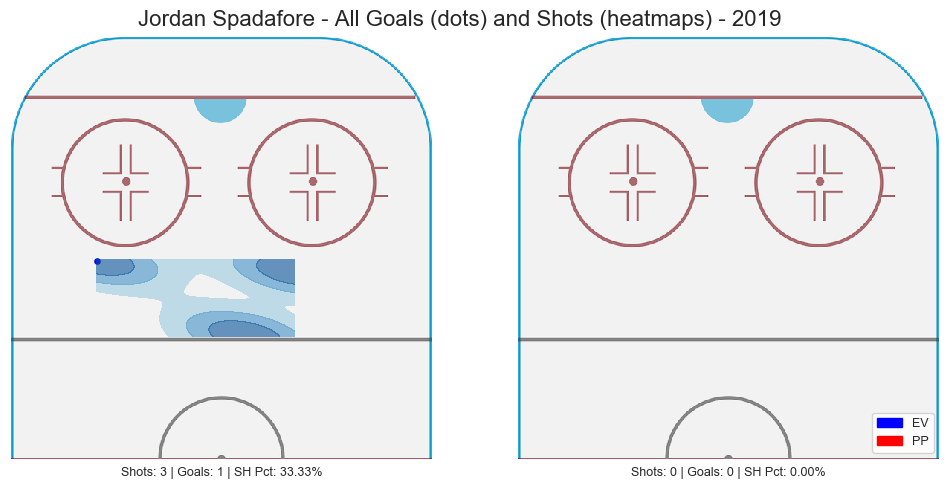 Jordan Spadafore - All Goals (dots) and Shots (heatmaps) - 2019
EV
PP
Shots: 3 | Goals: 1 | SH Pct: 33.33%
Shots: 0 | Goals: 0 | SH Pct: 0.00%